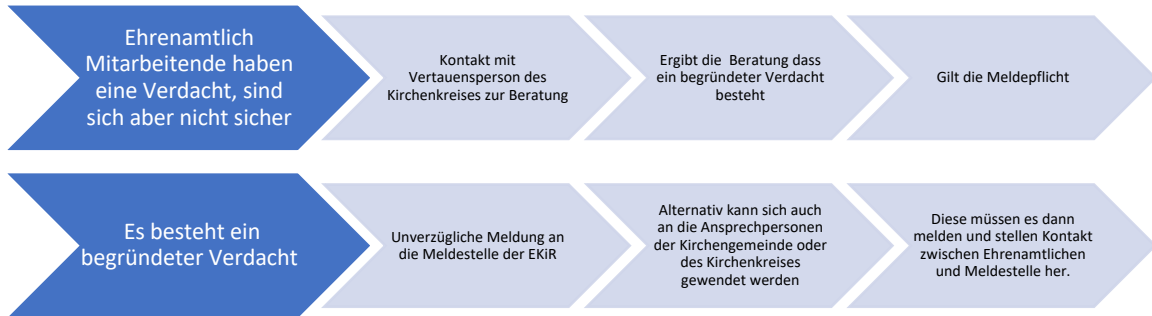 Ehrenamtlich
Mitarbeitende haben
eine Verdacht, sind
sich aber nicht sicher
Kontakt mit
Vertauensperson des
Kirchenkreises zur Beratung
Ergibt die Beratung dass
ein begründeter Verdacht
besteht
Gilt die Meldepflicht
Es besteht ein
begründeter Verdacht
Unverzügliche Meldung an
die Meldestelle der EKiR
Alternativ kann sich auch
an die Ansprechpersonen
der Kirchengemeinde oder
des Kirchenkreises
gewendet werden
Diese müssen es dann
melden und stellen Kontakt
zwischen Ehrenamtlichen
und Meldestelle her.